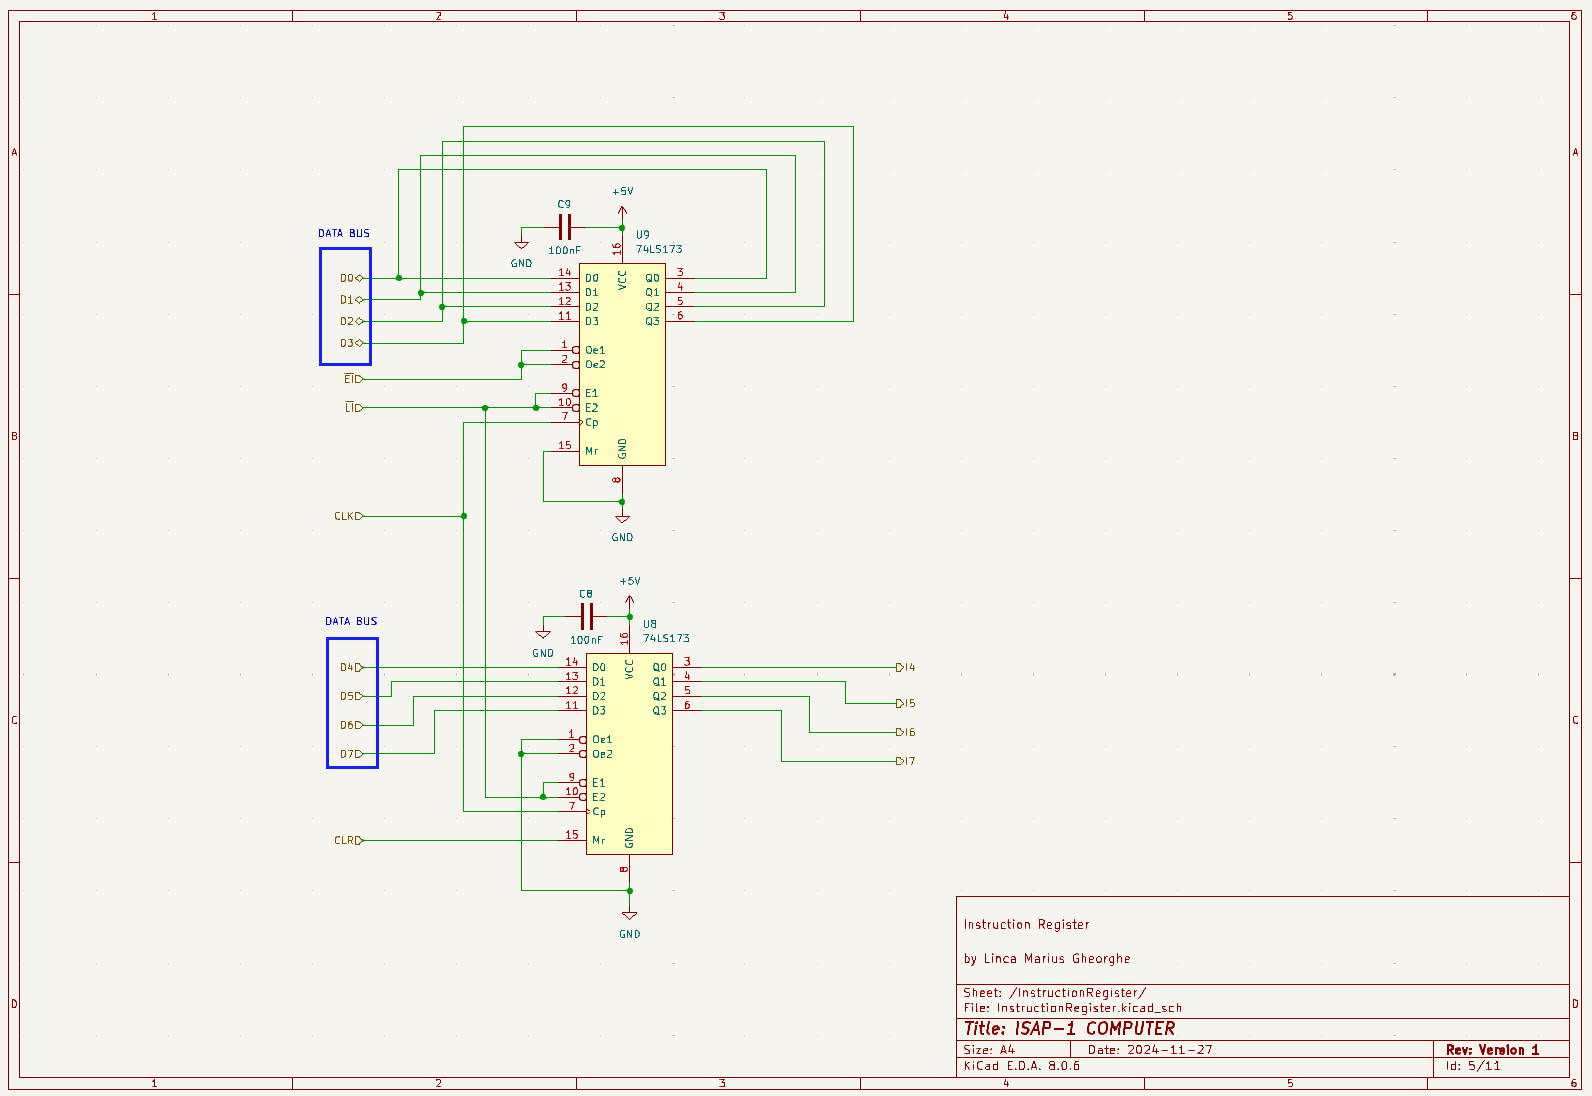 1 2 3 4 5 6
A A
+5V
C9
DATA BUS
U9
74LS173
100nF
16
GND
D0 14 D0 VCC Q0 3
13 D1 Q1 4
D1
12 D2 Q2 5
D2 11 D3 Q3 6
D3
1 Oe1
2 Oe2
EI
9 E1
LI 10 E2
7 Cp
B B
15 Mr GND
8
CLK
GND
+5V
C8
DATA BUS
U8
74LS173
100nF
16
GND
D4 14 D0 VCC Q0 3 I4
13 D1 Q1 4
D5 12 D2 Q2 5 I5
11 D3 Q3 6
C C
D6 I6
1 Oe1
D7 2 Oe2 I7
9 E1
10 E2
7 Cp
CLR 15 Mr GND
8
GND
Instruction Register
by Linca Marius Gheorghe
Sheet: /InstructionRegister/
File: InstructionRegister.kicad_sch
D D
Title: ISAP-1 COMPUTER
Size: A4 Date: 2024-11-27 Rev: Version 1
KiCad E.D.A. 8.0.6 Id: 5/11
1 2 3 4 5 6